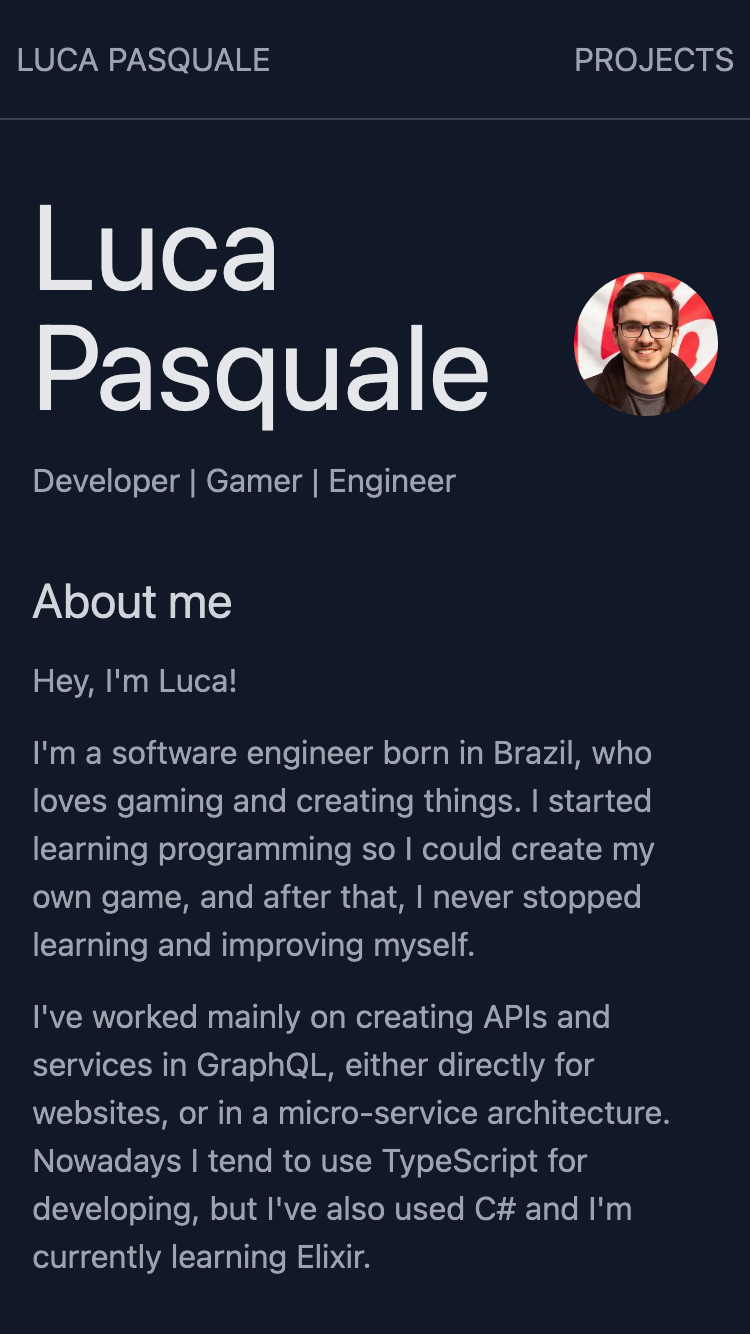 LUCA PASQUALE PROJECTS
Luca
Pasquale
Developer | Gamer | Engineer
About me
Hey, I'm Luca!
I'm a software engineer born in Brazil, who
loves gaming and creating things. I started
learning programming so I could create my
own game, and after that, I never stopped
learning and improving myself.
I've worked mainly on creating APIs and
services in GraphQL, either directly for
websites, or in a micro-service architecture.
Nowadays I tend to use TypeScript for
developing, but I've also used C# and I'm
currently learning Elixir.